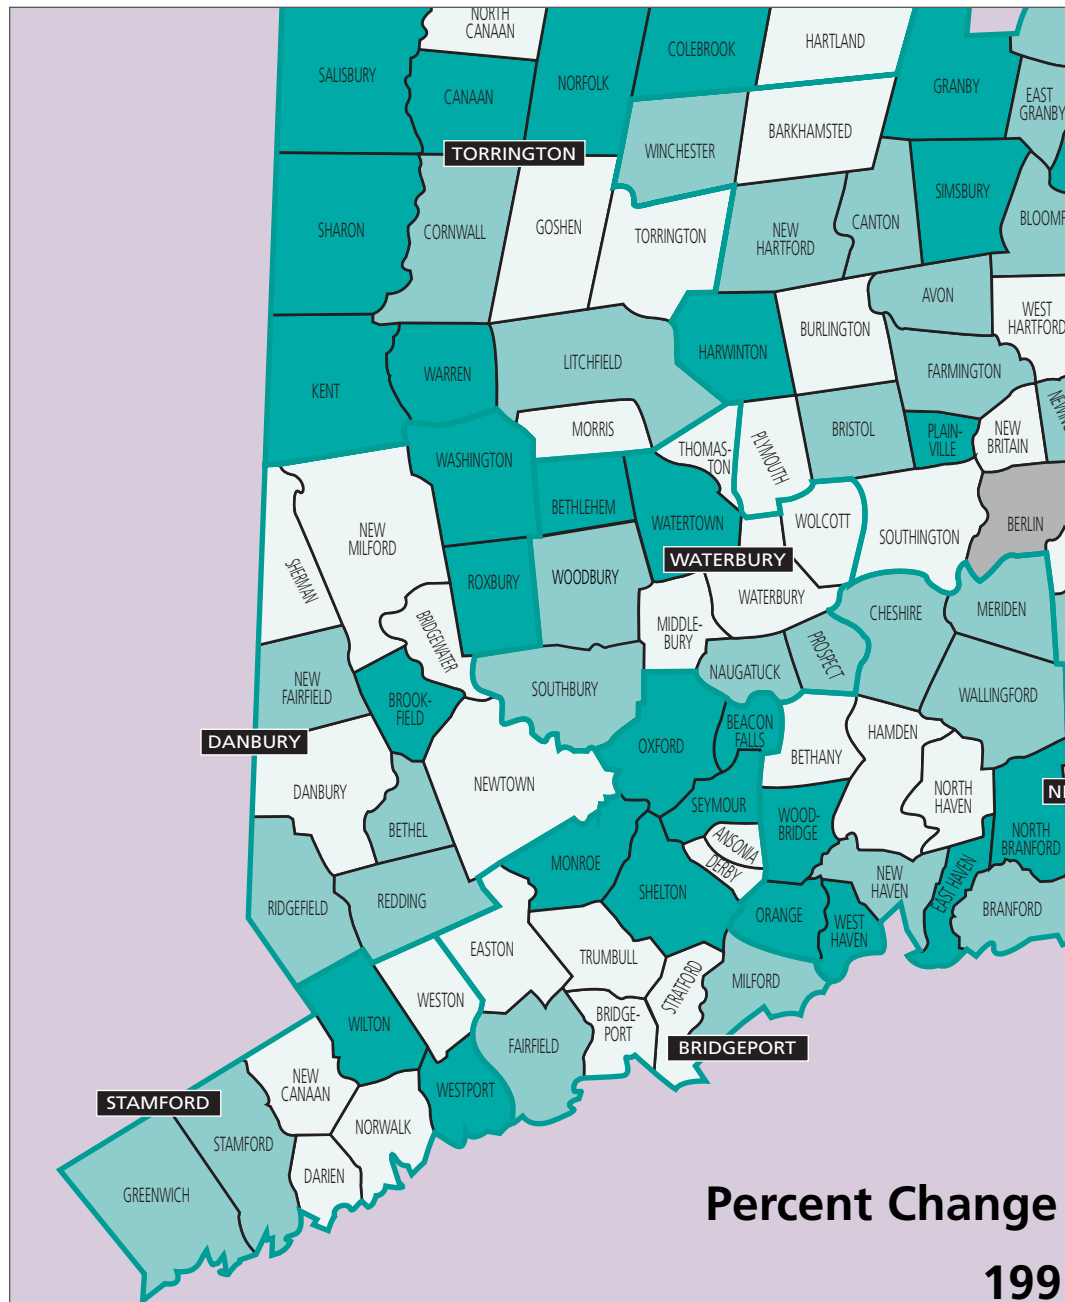 NORTH
CANAAN
HARTLAND
COLEBROOK
SALISBURY
NORFOLK
CANAAN
GRANBY
EAST
GRANBY
BARKHAMSTED
TORRINGTON
WINCHESTER
SIMSBURY
SHARON
CORNWALL
GOSHEN
TORRINGTON
NEW
HARTFORD
CANTON
BLOOMF
AVON
WEST
HARTFORD
BURLINGTON
HARWINTON
LITCHFIELD
WARREN
KENT
FARMINGTON
NEWIN
MORRIS
BRISTOL
PLAIN-
VILLE
NEW
BRITAIN
THOMAS-
TON
PLYMOUTH
WASHINGTON
BETHLEHEM
WATERTOWN
WOLCOTT
SOUTHINGTON
BERLIN
NEW
MILFORD
WATERBURY
SHERMAN
ROXBURY
WOODBURY
WATERBURY
CHESHIRE
MERIDEN
BRIDGEWATER
MIDDLE-
BURY
PROSPECT
NAUGATUCK
NEW
FAIRFIELD
SOUTHBURY
WALLINGFORD
BROOK-
FIELD
BEACON
FALLS
HAMDEN
DANBURY
OXFORD
BETHANY
DANBURY
NEWTOWN
NORTH
HAVEN
NE
SEYMOUR
WOOD-
BRIDGE
BETHEL
ANSONIA
NORTH
BRANFORD
DERBY
MONROE
SHELTON
NEW
HAVEN
EAST HAVEN
RIDGEFIELD
REDDING
ORANGE
WEST
HAVEN
BRANFORD
EASTON
TRUMBULL
STRATFORD
MILFORD
WESTON
WILTON
BRIDGE-
PORT
FAIRFIELD
BRIDGEPORT
NEW
CANAAN
WESTPORT
STAMFORD
NORWALK
STAMFORD
DARIEN
GREENWICH
Percent Change
199